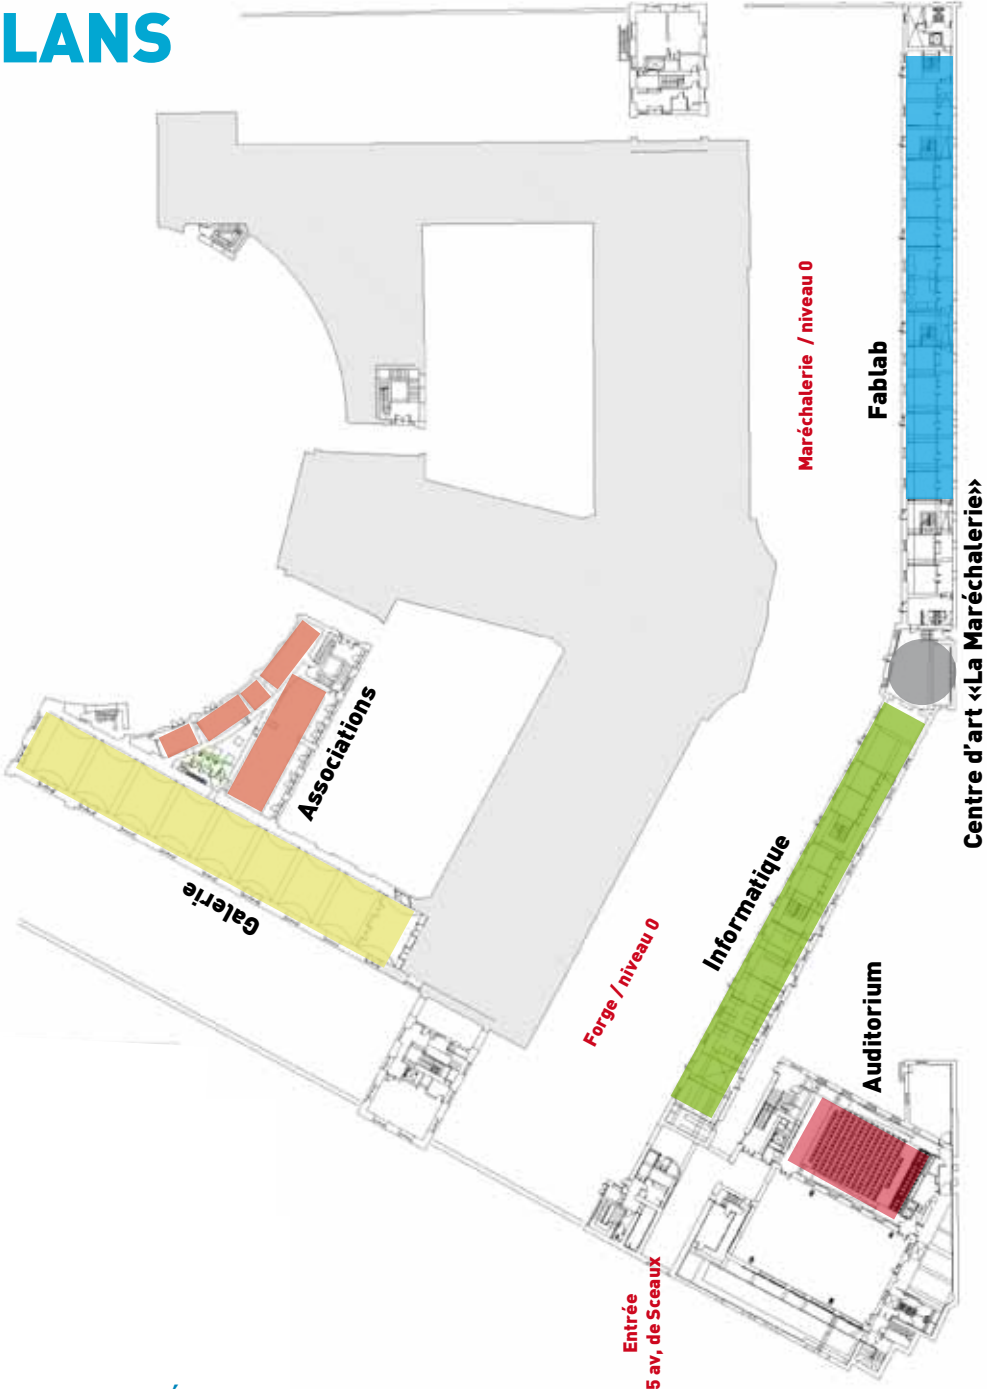 LANS
Maréchalerie / niveau 0
Fablab
Centre d'art «La Maréchalerie»
Associations
Galerie
Informatique
Forge / niveau 0
Auditorium
Entrée
5 av, de Sceaux